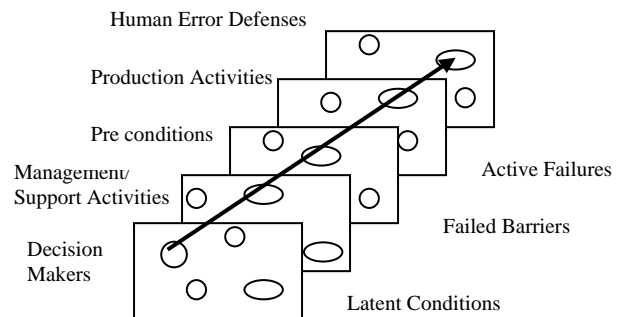 Human Error Defenses
Production Activities
Pre conditions
Management/
Support Activities
Decision
Makers
Active Failures
Failed Barriers
Latent Conditions